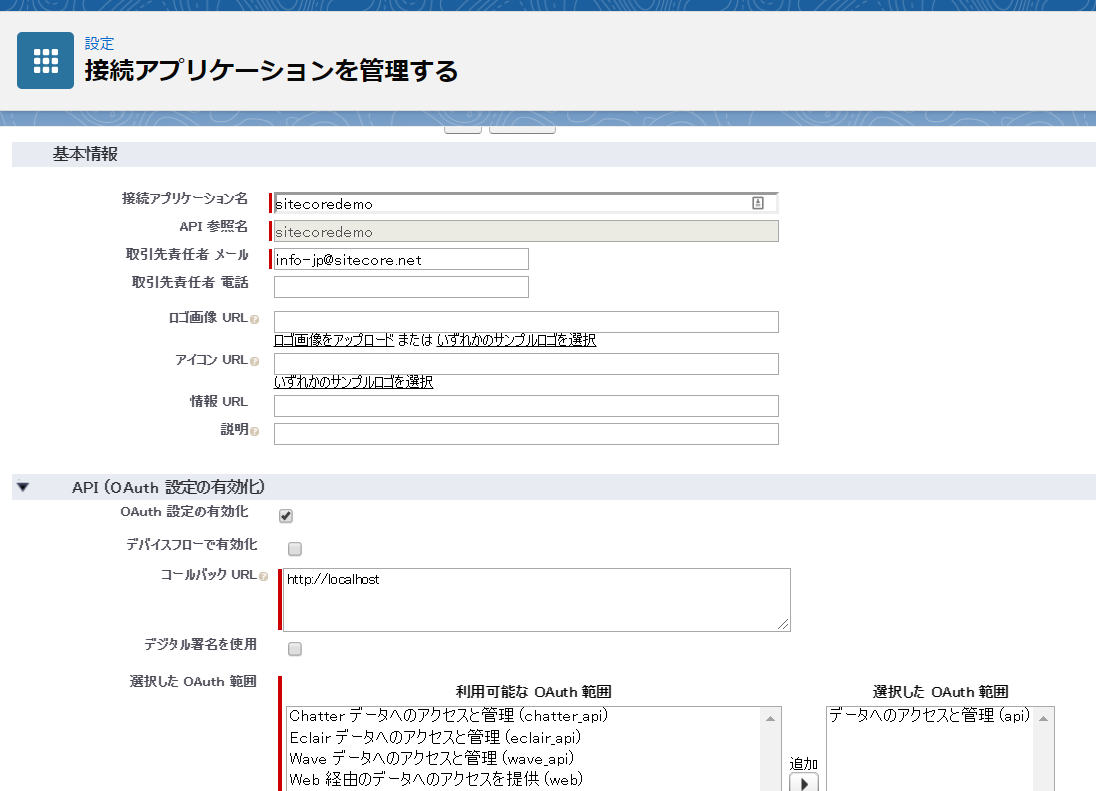 設定
接続アプリケーションを管理する
基本情報
接続アプリケーション名 sitecoredemo
API 参照名 sitecoredemo
取引先責任者 メール info-jp@sitecore.net
取引先責任者 電話
ロゴ画像 URL
ロゴ画像をアップロード または いずれかのサンプルロゴを選択
アイコン URL
いずれかのサンプルロゴを選択
情報 URL
説明
API (OAuth 設定の有効化)
OAuth 設定の有効化
デバイスフローで有効化
コールバック URL http://localhost
デジタル署名を使用
選択した OAuth 範囲
利用可能な OAuth 範囲 選択した OAuth 範囲
Chatter データへのアクセスと管理 (chatter_api) データへのアクセスと管理 (api)
Eclair データへのアクセスと管理 (eclair_api)
Wave データへのアクセスと管理 (wave_api)
追加
Web 経由のデータへのアクセスを提供 (web)